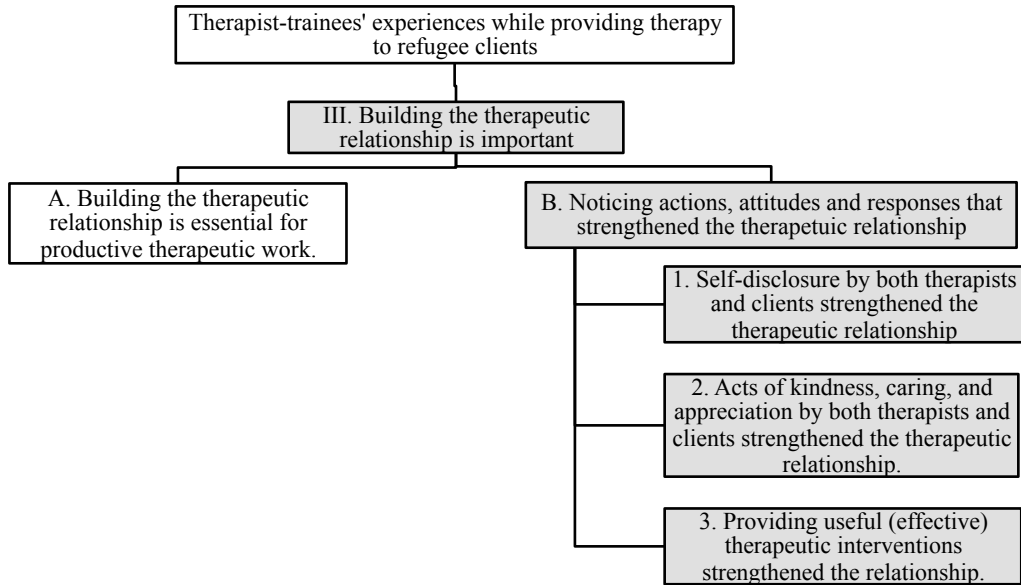 Therapist-trainees' experiences while providing therapy
to refugee clients
III. Building the therapeutic
relationship is important
A. Building the therapeutic
relationship is essential for
productive therapeutic work.
B. Noticing actions, attitudes and responses that
strengthened the therapetuic relationship
1. Self-disclosure by both therapists
and clients strengthened the
therapeutic relationship
2. Acts of kindness, caring, and
appreciation by both therapists and
clients strengthened the therapeutic
relationship.
3. Providing useful (effective)
therapeutic interventions
strengthened the relationship.